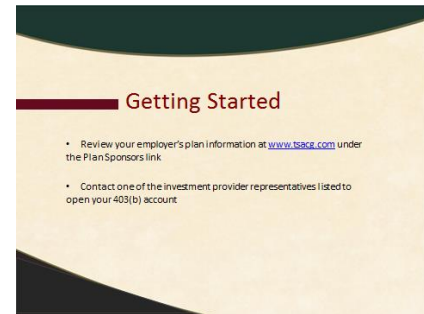 Getting Started
• Review your employer's plan information at www.tsacg.com under
the Plan Sponsors link
• Contact one of the investment provider representatives listed to
open your 403(b) account